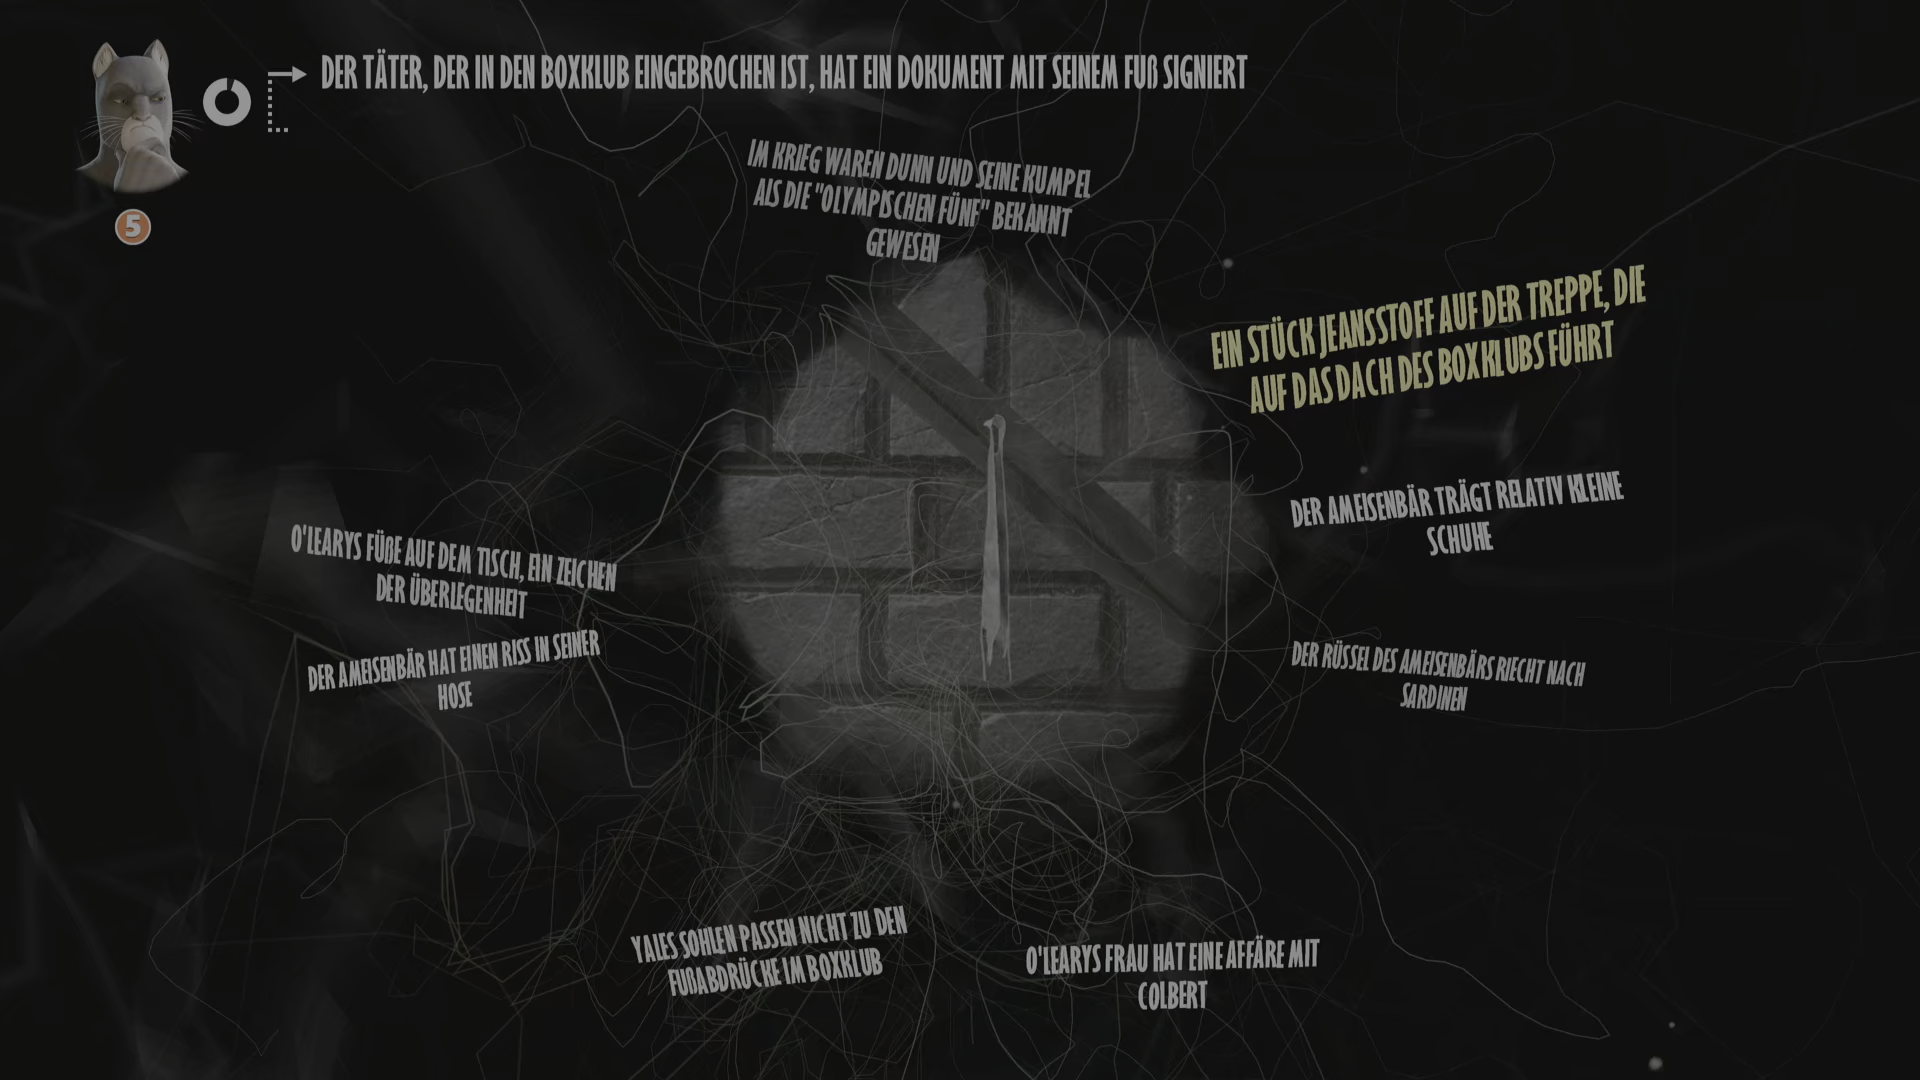 DER TÄTER, DER IN DEN BOXKLUB EINGEBROCHEN IST, HAT EIN DOKUMENT MIT SEINEM FUß SIGNIERT
5
IM KRIEG WAREN DUNN UND SEINE KUMPEL
ALS DIE "OLYMPISCHEN FÜNF" BEKANNT
GEWESEN
EIN STÜCK JEANSSTOFF AUF DER TREPPE, DIE
AUF DAS DACH DES BOXKLUBS FÜHRT
DER AMEISENBÄR TRÄGT RELATIV KLEINE
SCHUHE
O'LEARYS FÜßE AUF DEM TISCH, EIN ZEICHEN
DER ÜBERLEGENHEIT
DER AMEISENBÄR HAT EINEN RISS IN SEINER
HOSE
DER RÜSSEL DES AMEISENBÄRS RIECHT NACH
SARDINEN
YALES SOHLEN PASSEN NICHT ZU DEN
FUßABDRÜCKE IM BOXKLUB
O'LEARYS FRAU HAT EINE AFFÄRE MIT
COLBERT